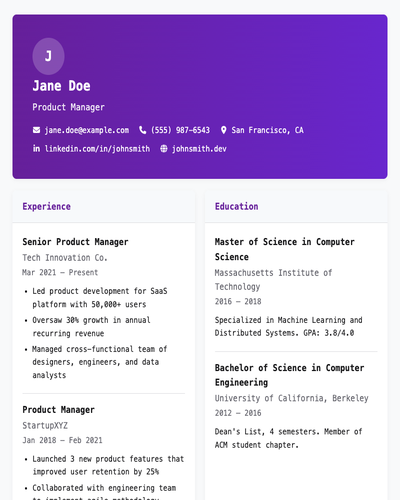 J
Jane Doe
Product Manager
jane.doe@example.com (555) 987-6543 San Francisco, CA
linkedin.com/in/johnsmith johnsmith.dev
Experience
Senior Product Manager
Tech Innovation Co.
Mar 2021 – Present
• Led product development for SaaS
platform with 50,000+ users
• Oversaw 30% growth in annual
recurring revenue
• Managed cross-functional team of
designers, engineers, and data
analysts
Product Manager
StartupXYZ
Jan 2018 – Feb 2021
• Launched 3 new product features that
improved user retention by 25%
• Collaborated with engineering team
to implement agile methodology
Education
Master of Science in Computer
Science
Massachusetts Institute of
Technology
2016 – 2018
Specialized in Machine Learning and
Distributed Systems. GPA: 3.8/4.0
Bachelor of Science in Computer
Engineering
University of California, Berkeley
2012 – 2016
Dean's List, 4 semesters. Member of
ACM student chapter.